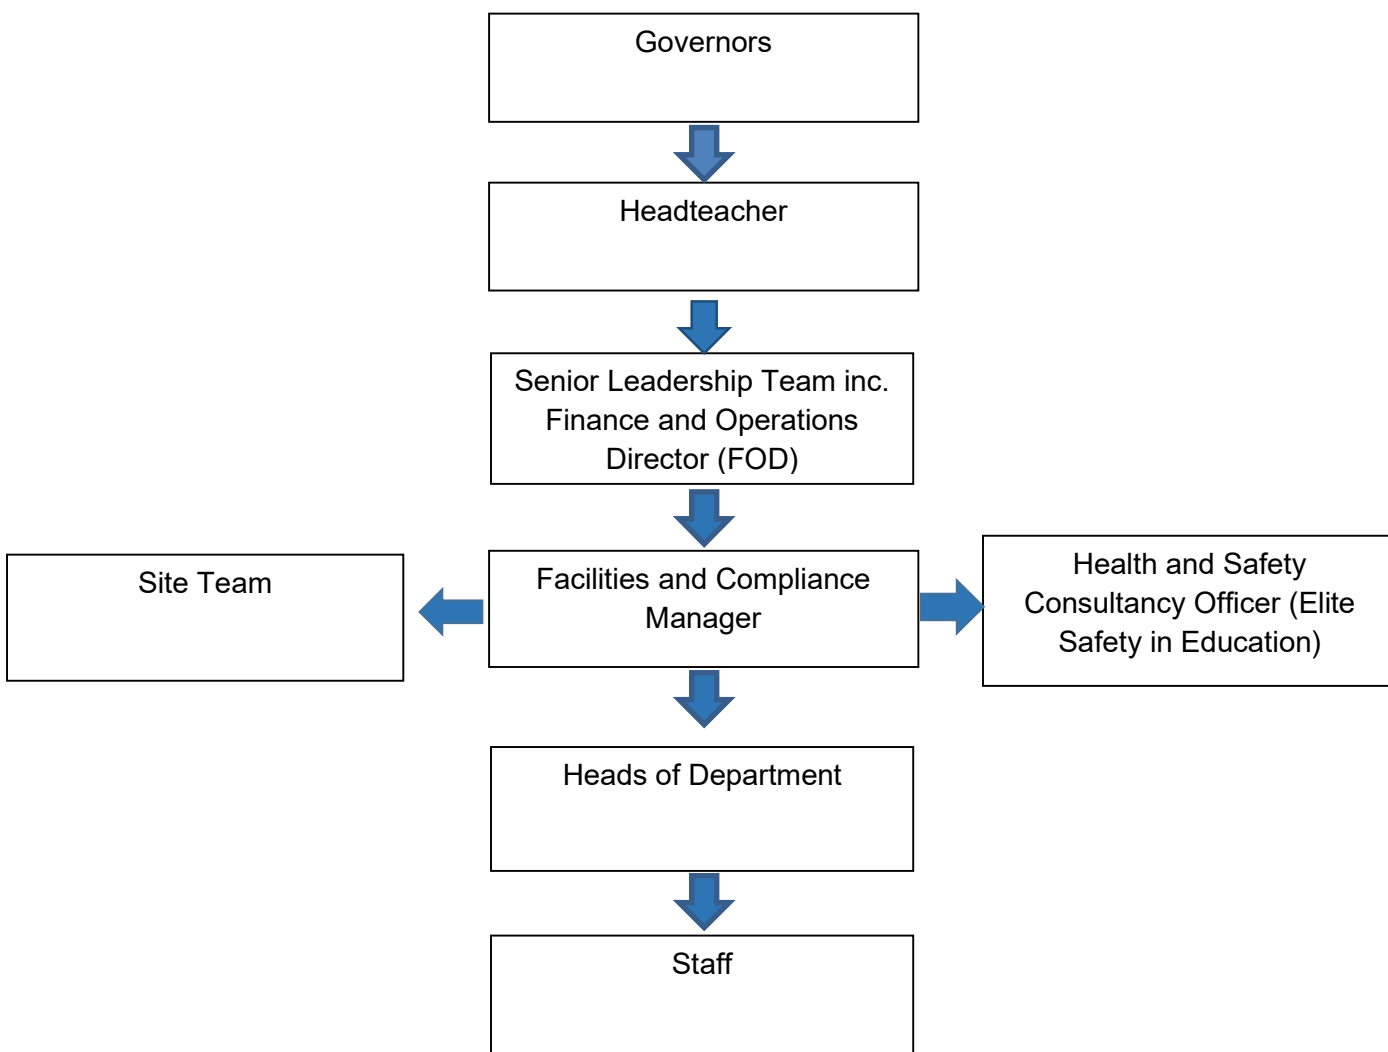 Governors
Headteacher
Senior Leadership Team inc.
Finance and Operations
Director (FOD)
Site Team
Facilities and Compliance
Manager
Health and Safety
Consultancy Officer (Elite
Safety in Education)
Heads of Department
Staff